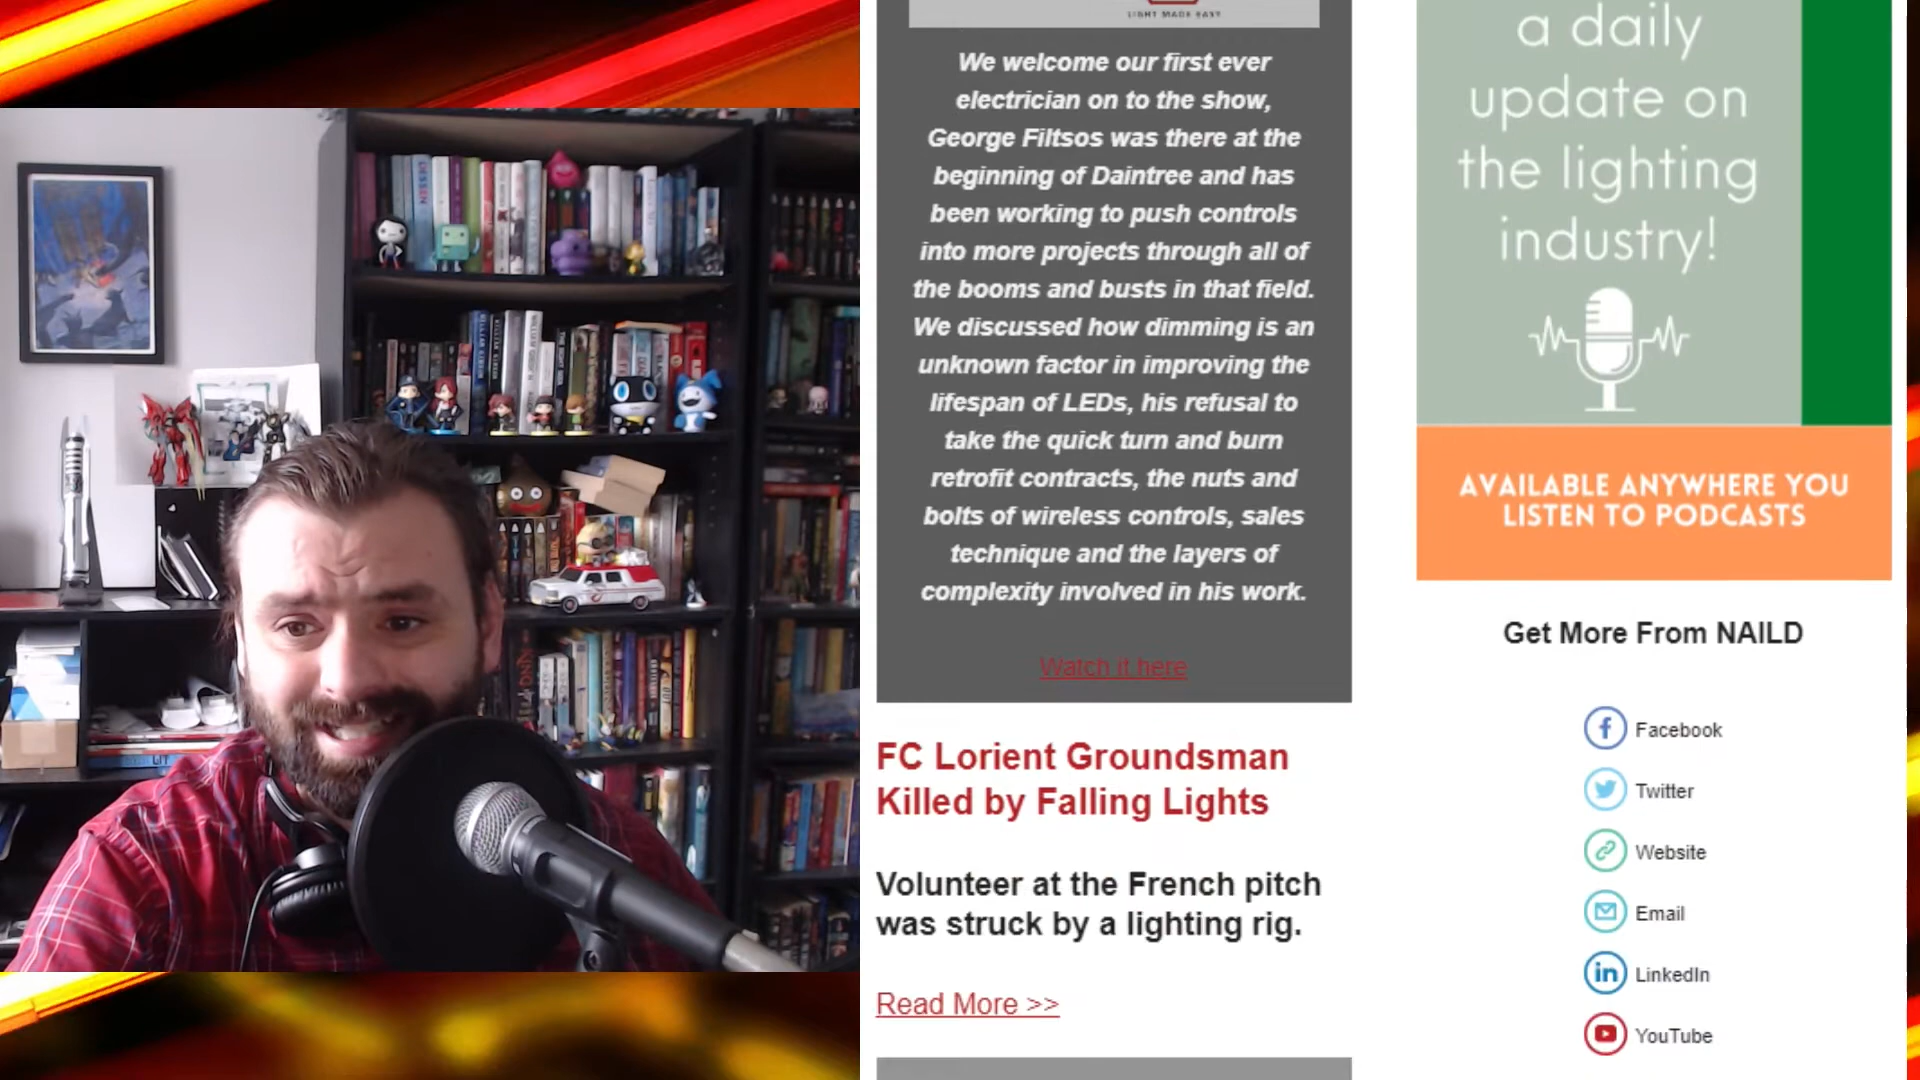 LIGHT MADE EASY
We welcome our first ever
electrician on to the show,
George Filtsos was there at the
beginning of Daintree and has
been working to push controls
into more projects through all of
the booms and busts in that field.
We discussed how dimming is an
unknown factor in improving the
lifespan of LEDs, his refusal to
take the quick turn and burn
retrofit contracts, the nuts and
bolts of wireless controls, sales
technique and the layers of
complexity involved in his work.
Watch it here
FC Lorient Groundsman
Killed by Falling Lights
Volunteer at the French pitch
was struck by a lighting rig.
Read More >>
a daily
update on
the lighting
industry!
AVAILABLE ANYWHERE YOU
LISTEN TO PODCASTS
Get More From NAILD
Facebook
Twitter
Website
Email
LinkedIn
YouTube